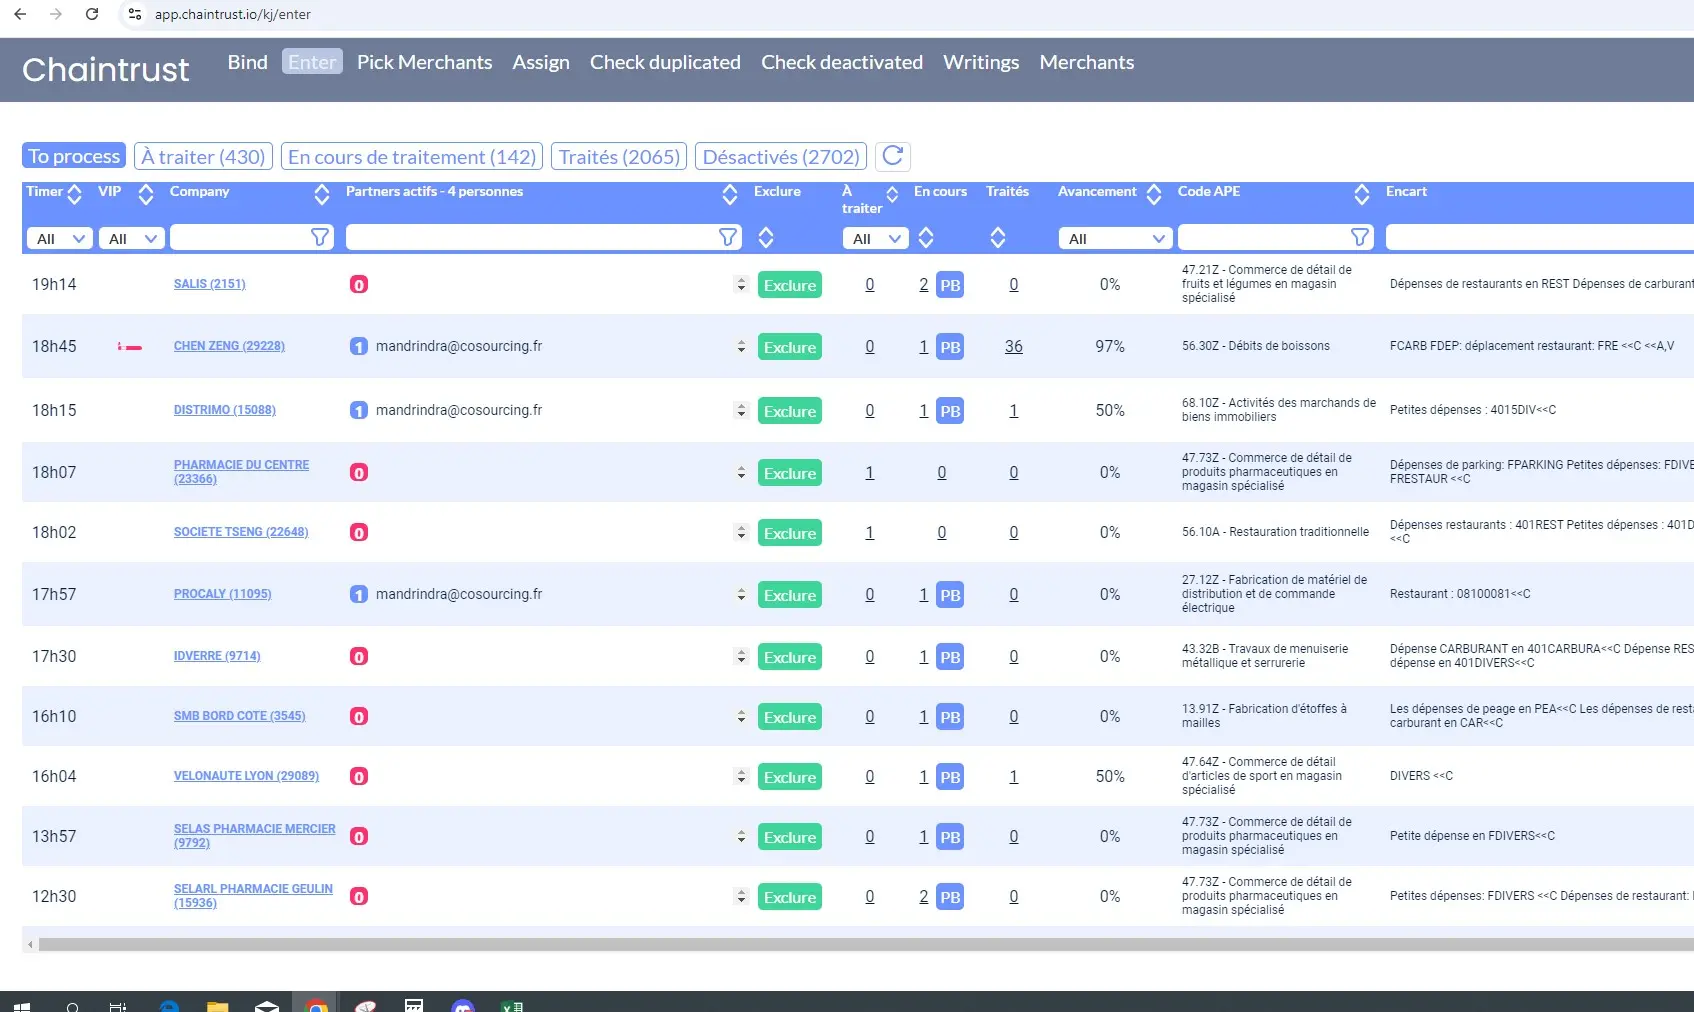 app.chaintrust.io/kj/enter
Chaintrust Bind Enter Pick Merchants Assign Check duplicated Check deactivated Writings Merchants
To process À traiter (430) En cours de traitement (142) Traités (2065) Désactivés (2702)
Timer VIP Company Partners actifs - 4 personnes Exclure À traiter En cours Traités Avancement Code APE Encart
All All All All
19h14 SALIS (2151) 0 Exclure 0 2 PB 0 0% 47.21Z - Commerce de détail de fruits et légumes en magasin spécialisé Dépenses de restaurants en REST Dépenses de carburant
18h45 CHEN ZENG (29228) 1 mandrindra@cosourcing.fr Exclure 0 1 PB 36 97% 56.30Z - Débits de boissons FCARB FDEP: déplacement restaurant: FRE <<C <<A,V
18h15 DISTRIMO (15088) 1 mandrindra@cosourcing.fr Exclure 0 1 PB 1 50% 68.10Z - Activités des marchands de biens immobiliers Petites dépenses : 4015DIV<<C
18h07 PHARMACIE DU CENTRE (23366) 0 Exclure 1 0 0 0% 47.73Z - Commerce de détail de produits pharmaceutiques en magasin spécialisé Dépenses de parking: FPARKING Petites dépenses: FDIVE FRESTAUR <<C
18h02 SOCIETE TSENG (22648) 0 Exclure 1 0 0 0% 56.10A - Restauration traditionnelle Dépenses restaurants : 401REST Petites dépenses : 401D <<C
17h57 PROCALY (11095) 1 mandrindra@cosourcing.fr Exclure 0 1 PB 0 0% 27.12Z - Fabrication de matériel de distribution et de commande électrique Restaurant : 08100081<<C
17h30 IDVERRE (9714) 0 Exclure 0 1 PB 0 0% 43.32B - Travaux de menuiserie métallique et serrurerie Dépense CARBURANT en 401CARBURA<<C Dépense RES dépense en 401DIVERS<<C
16h10 SMB BORD COTE (3545) 0 Exclure 0 1 PB 0 0% 13.91Z - Fabrication d'étoffes à mailles Les dépenses de peage en PEA<<C Les dépenses de rest carburant en CAR<<C
16h04 VELONAUTE LYON (29089) 0 Exclure 0 1 PB 1 50% 47.64Z - Commerce de détail d'articles de sport en magasin spécialisé DIVERS <<C
13h57 SELAS PHARMACIE MERCIER (9792) 0 Exclure 0 1 PB 0 0% 47.73Z - Commerce de détail de produits pharmaceutiques en magasin spécialisé Petite dépense en FDIVERS<<C
12h30 SELARL PHARMACIE GEULIN (15936) 0 Exclure 0 2 PB 0 0% 47.73Z - Commerce de détail de produits pharmaceutiques en magasin spécialisé Petites dépenses: FDIVERS <<C Dépenses de restaurant: